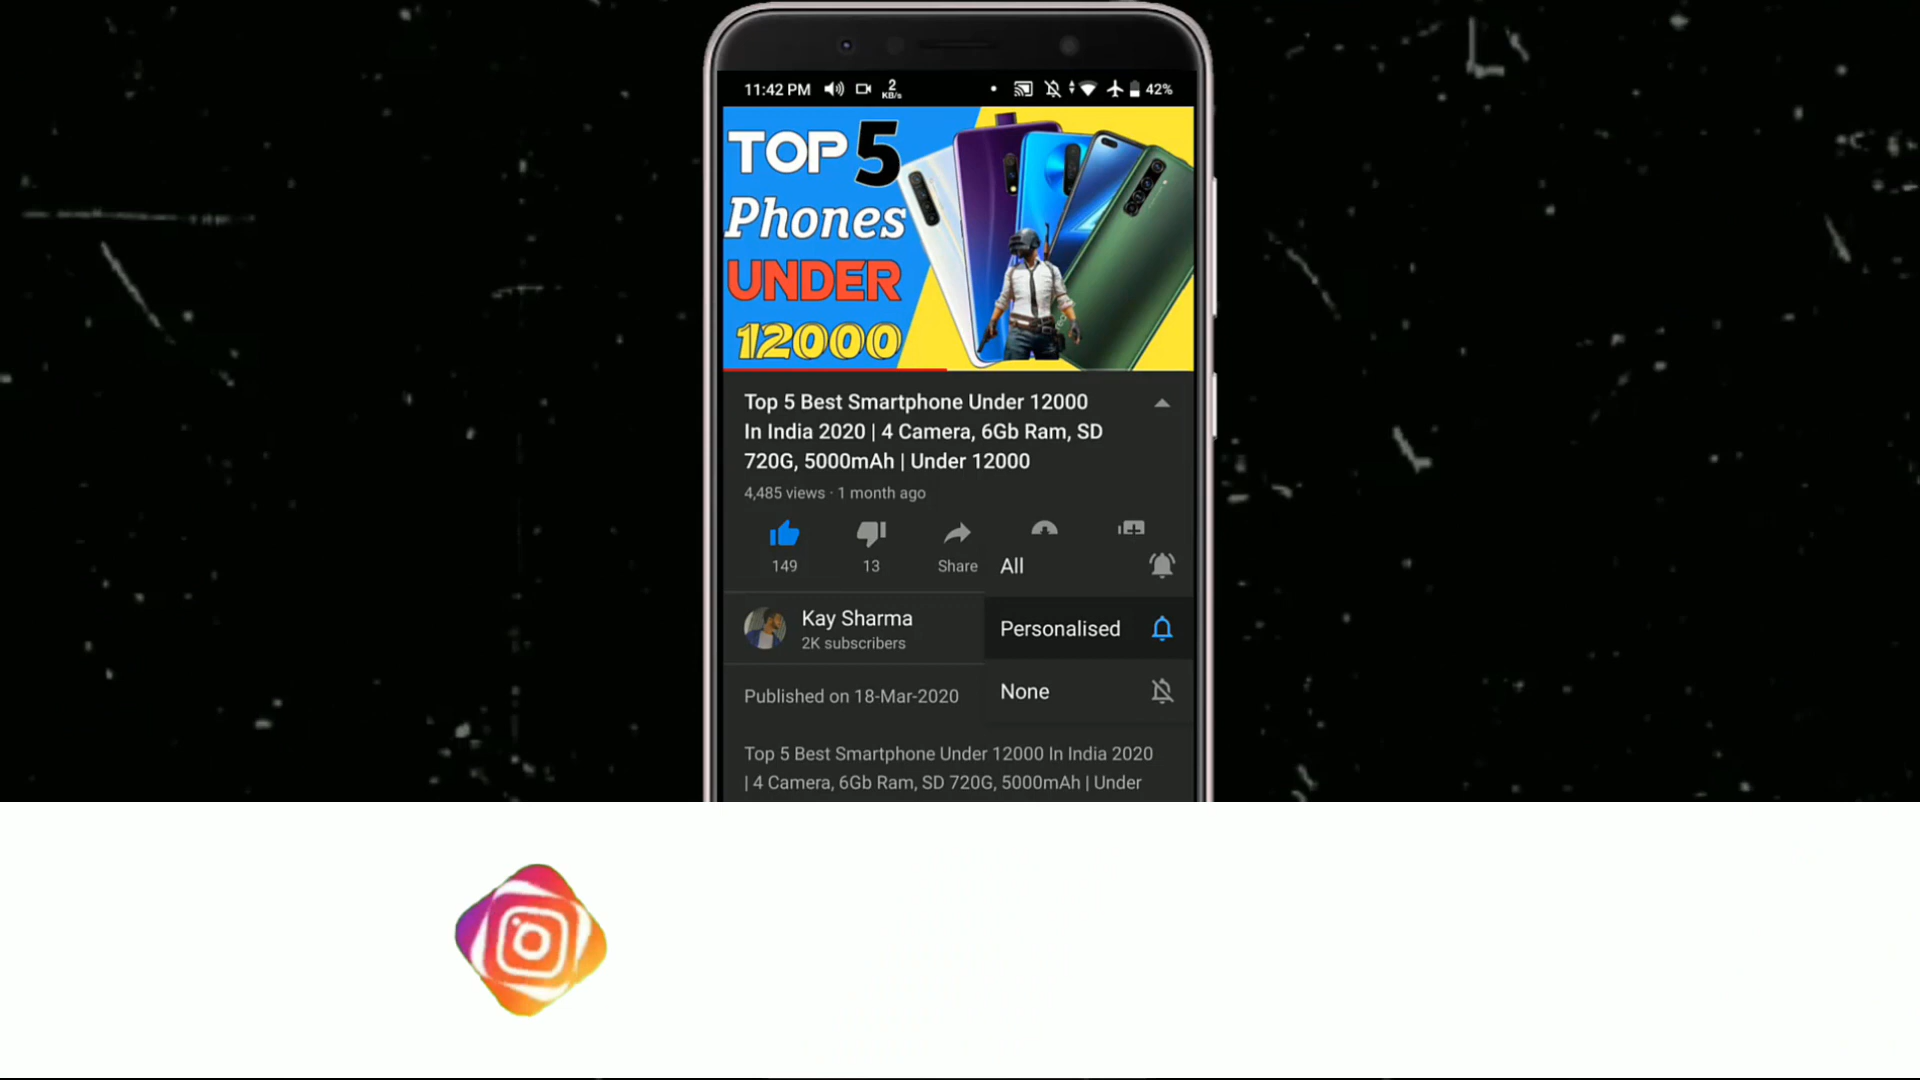 11:42 PM
2
KB/s
42%
TOP 5
Phones
UNDER
12000
Top 5 Best Smartphone Under 12000
In India 2020 | 4 Camera, 6Gb Ram, SD
720G, 5000mAh | Under 12000
4,485 views · 1 month ago
149
13
Share
All
Kay Sharma
2K subscribers
Personalised
Published on 18-Mar-2020
None
Top 5 Best Smartphone Under 12000 In India 2020
| 4 Camera, 6Gb Ram, SD 720G, 5000mAh | Under